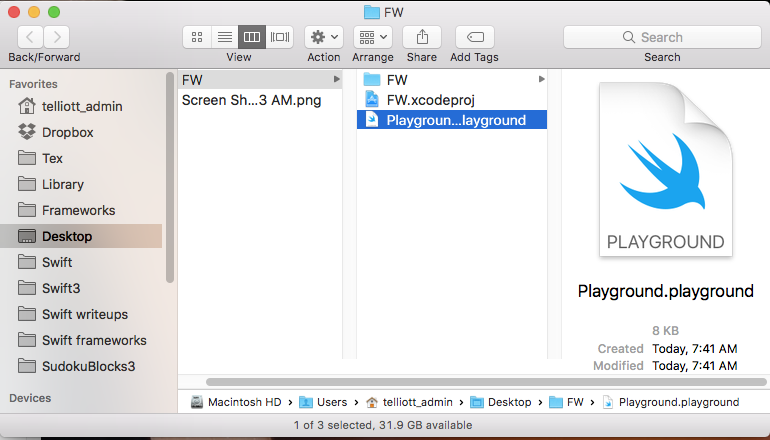 FW
Search
Back/Forward View Action Arrange Share Add Tags Search
Favorites
telliott_admin
Dropbox
Tex
Library
Frameworks
Desktop
Swift
Swift3
Swift writeups
Swift frameworks
SudokuBlocks3
Devices
FW
Screen Sh...3 AM.png
FW
FW.xcodeproj
Playgroun...layground
PLAYGROUND
Playground.playground
8 KB
Created Today, 7:41 AM
Modified Today, 7:41 AM
Macintosh HD Users telliott_admin Desktop FW Playground.playground
1 of 3 selected, 31.9 GB available